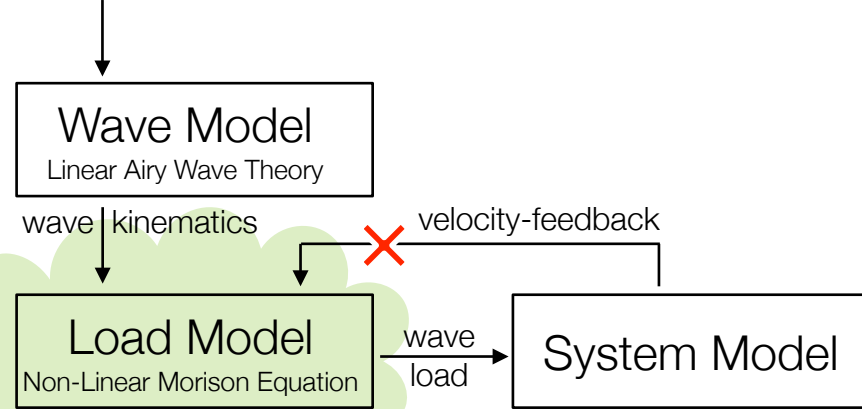 Wave Model
Linear Airy Wave Theory
wave kinematics
velocity-feedback
Load Model
Non-Linear Morison Equation
wave
load
System Model